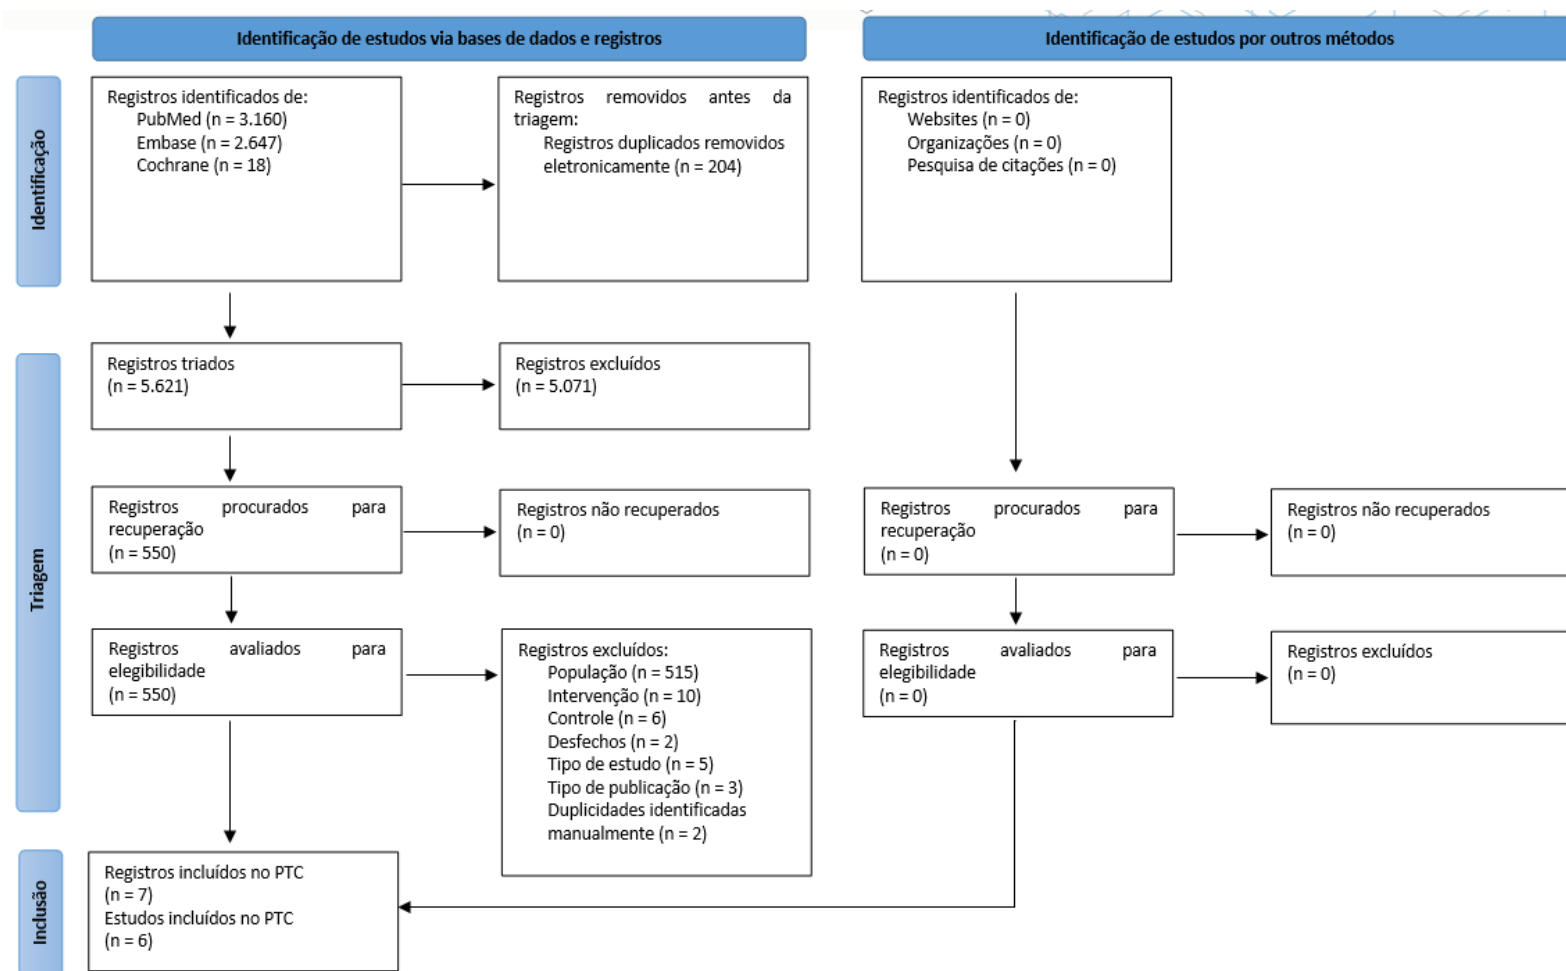 Identificação de estudos via bases de dados e registros
Identificação de estudos por outros métodos
Identificação
Registros identificados de:
PubMed (n = 3.160)
Embase (n = 2.647)
Cochrane (n = 18)
Registros removidos antes da
triagem:
Registros duplicados removidos
eletronicamente (n = 204)
Registros identificados de:
Websites (n = 0)
Organizações (n = 0)
Pesquisa de citações (n = 0)
Triagem
Registros triados
(n = 5.621)
Registros excluídos
(n = 5.071)
Registros procurados para
recuperação
(n = 550)
Registros não recuperados
(n = 0)
Registros procurados para
recuperação
(n = 0)
Registros não recuperados
(n = 0)
Registros avaliados para
elegibilidade
(n = 550)
Registros excluídos:
População (n = 515)
Intervenção (n = 10)
Controle (n = 6)
Desfechos (n = 2)
Tipo de estudo (n = 5)
Tipo de publicação (n = 3)
Duplicidades identificadas
manualmente (n = 2)
Registros avaliados para
elegibilidade
(n = 0)
Registros excluídos
(n = 0)
Inclusão
Registros incluídos no PTC
(n = 7)
Estudos incluídos no PTC
(n = 6)